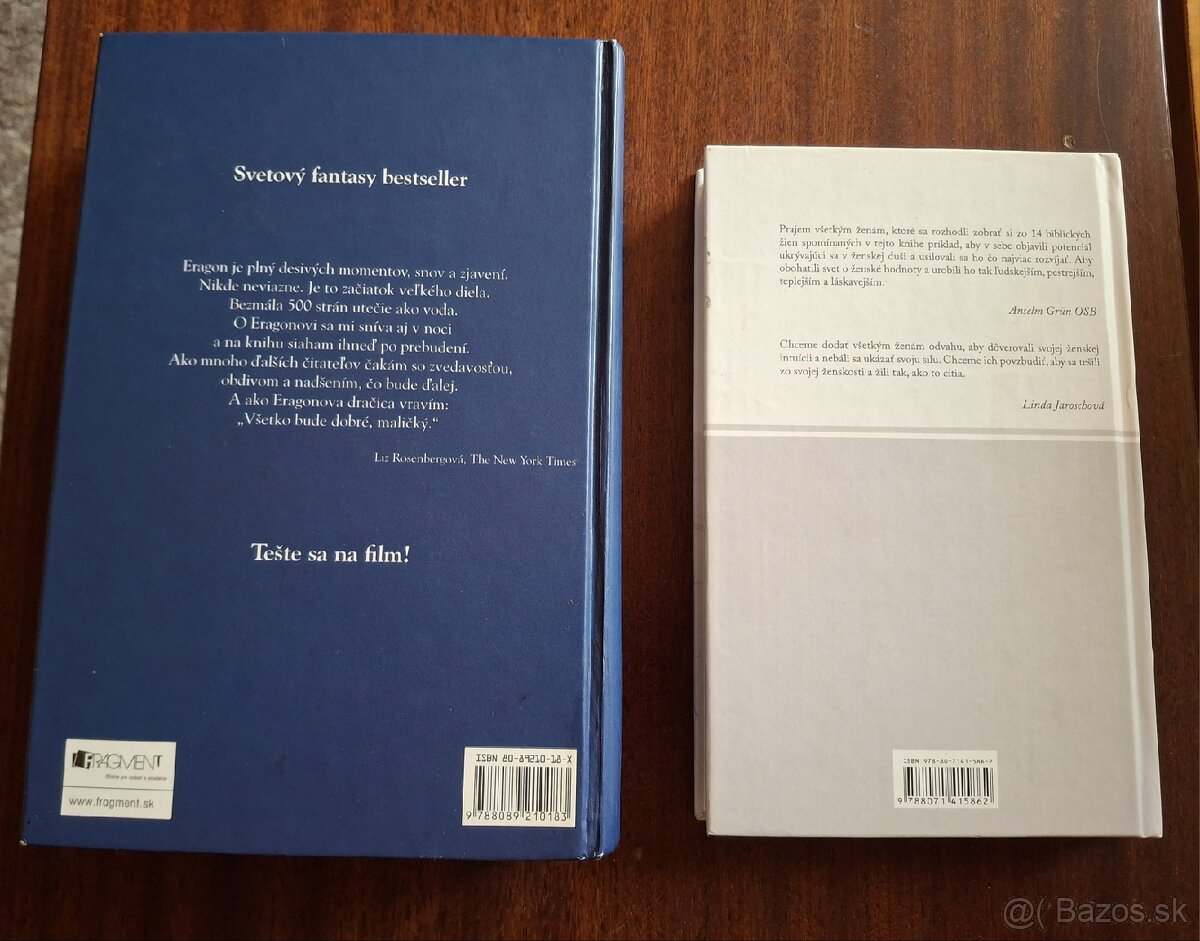 Svetový fantasy bestseller
Eragon je plný desivých momentov, snov a zjavení.
Nikde neviazne. Je to začiatok veľkého diela.
Bezmála 500 strán utečie ako voda.
O Eragonovi sa mi sníva aj v noci
a na knihu siaham ihneď po prebudení.
Ako mnoho ďalších čitateľov čakám so zvedavosťou,
obdivom a nadšením, čo bude ďalej.
A ako Eragonova dračica vravím:
„Všetko bude dobré, maličký.“
Liz Rosenbergová, The New York Times
Tešte sa na film!
FRAGMENT
www.fragment.sk
ISBN 80-89210-18-X
9 788089 210183
Prajem všetkým ženám, ktoré sa rozhodli zobrať si zo 14 biblických
žien spomínaných v tejto knihe príklad, aby v sebe objavili potenciál
ukrývajúci sa v ženskej duši a usilovali sa ho čo najviac rozvíjať. Aby
obohatili svet o ženské hodnoty a urobili ho tak ľudskejším, pestrejším,
teplejším a láskavejším.
Anselm Grün OSB
Chceme dodať všetkým ženám odvahu, aby dôverovali svojej ženskej
intuícii a nebáli sa ukázať svoju silu. Chceme ich povzbudiť, aby sa tešili
zo svojej ženskosti a žili tak, ako to cítia.
Linda Jaroschová
ISBN 978-80-7141-586-2
9 788071 415862
@( Bazos.sk